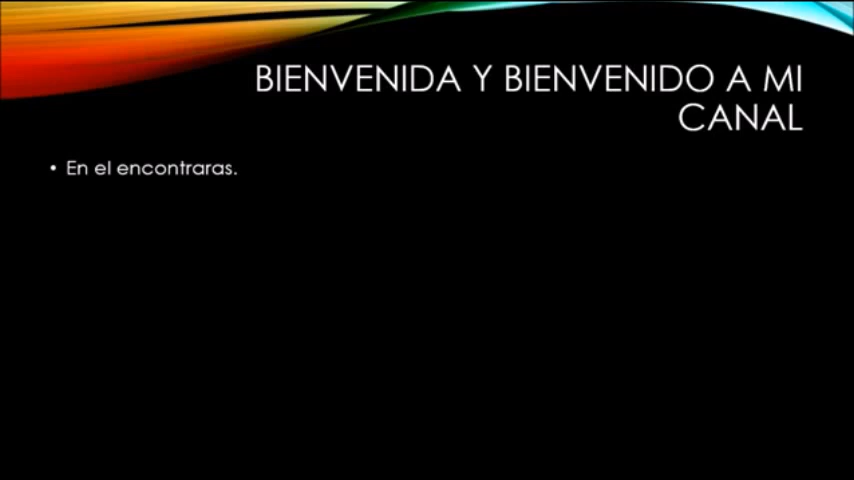 BIENVENIDA Y BIENVENIDO A MI
CANAL
• En el encontraras.